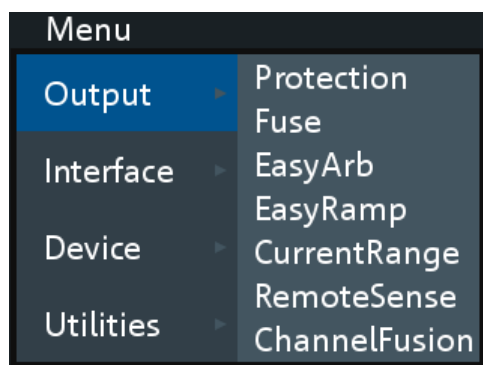 Menu
Output
Interface
Device
Utilities
Protection
Fuse
EasyArb
EasyRamp
CurrentRange
RemoteSense
ChannelFusion